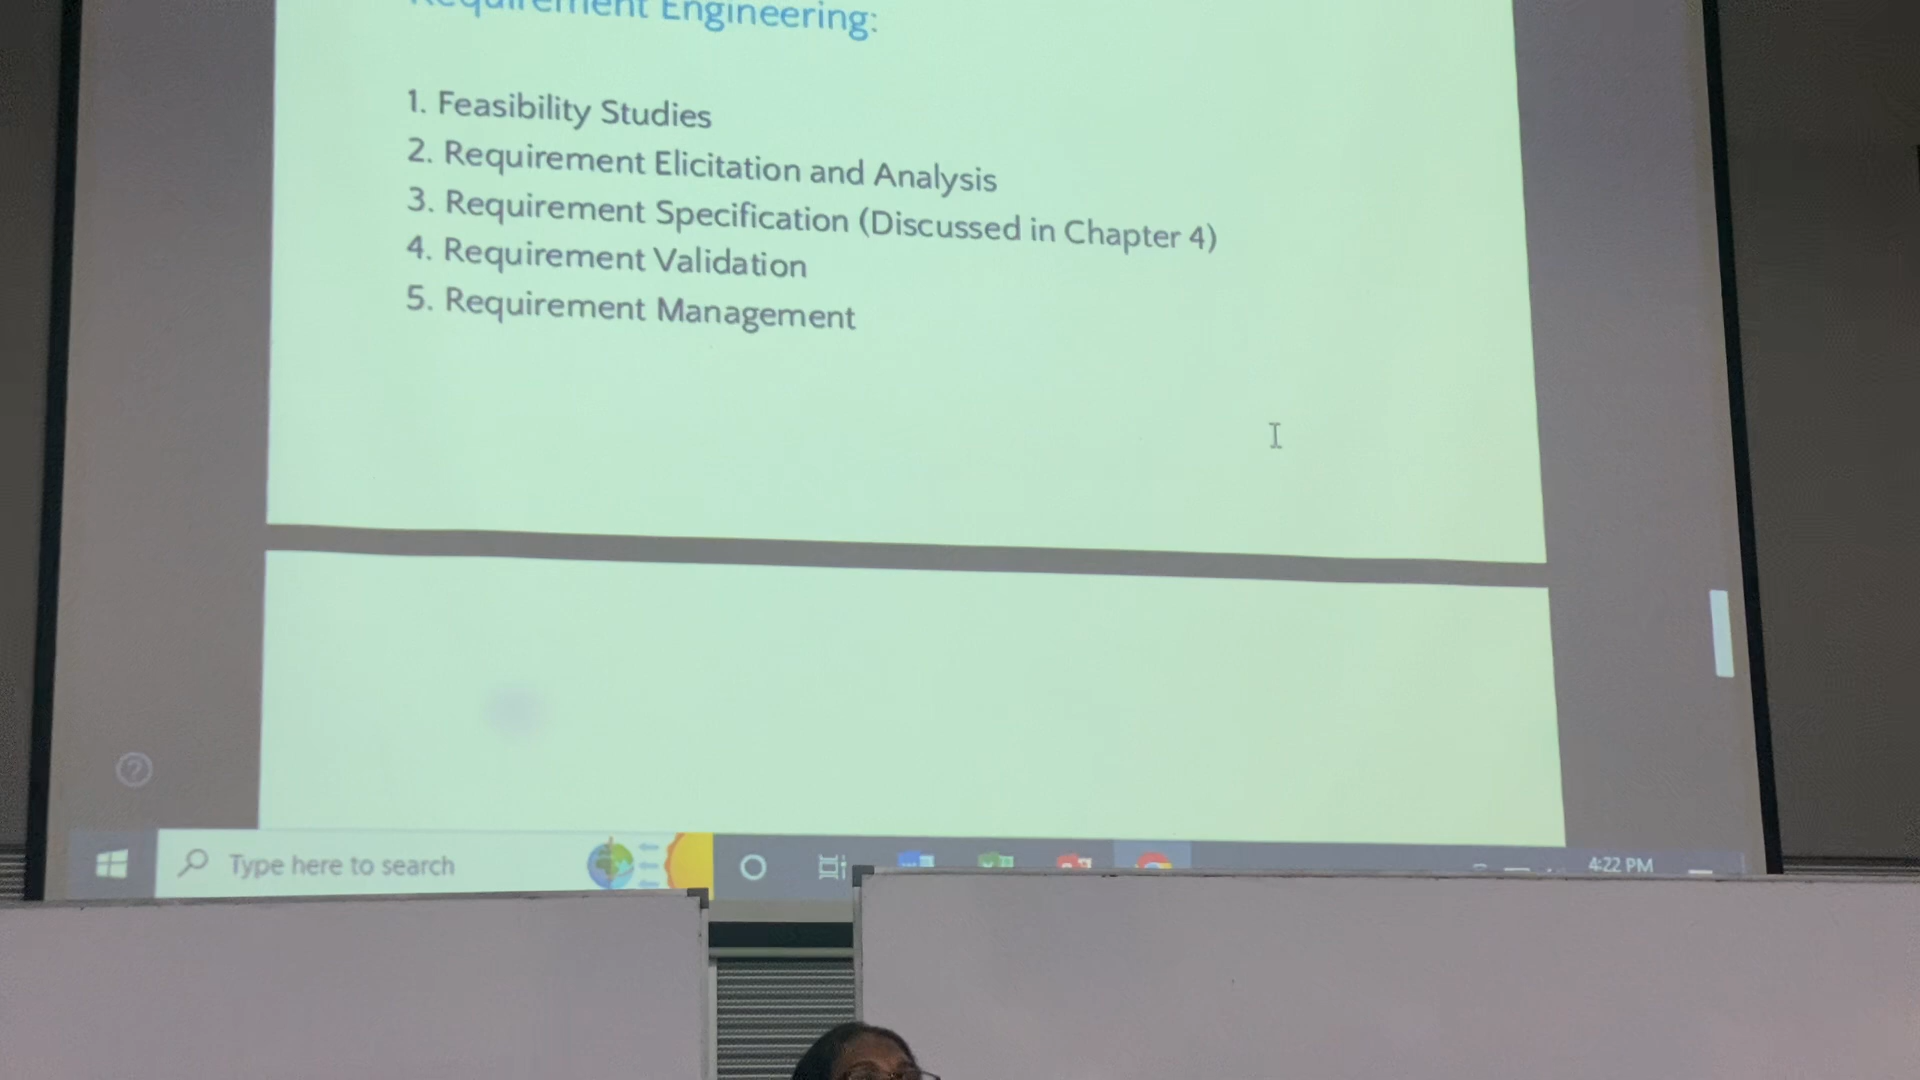 Requirement Engineering:
1. Feasibility Studies
2. Requirement Elicitation and Analysis
3. Requirement Specification (Discussed in Chapter 4)
4. Requirement Validation
5. Requirement Management
?
Type here to search
4:22 PM